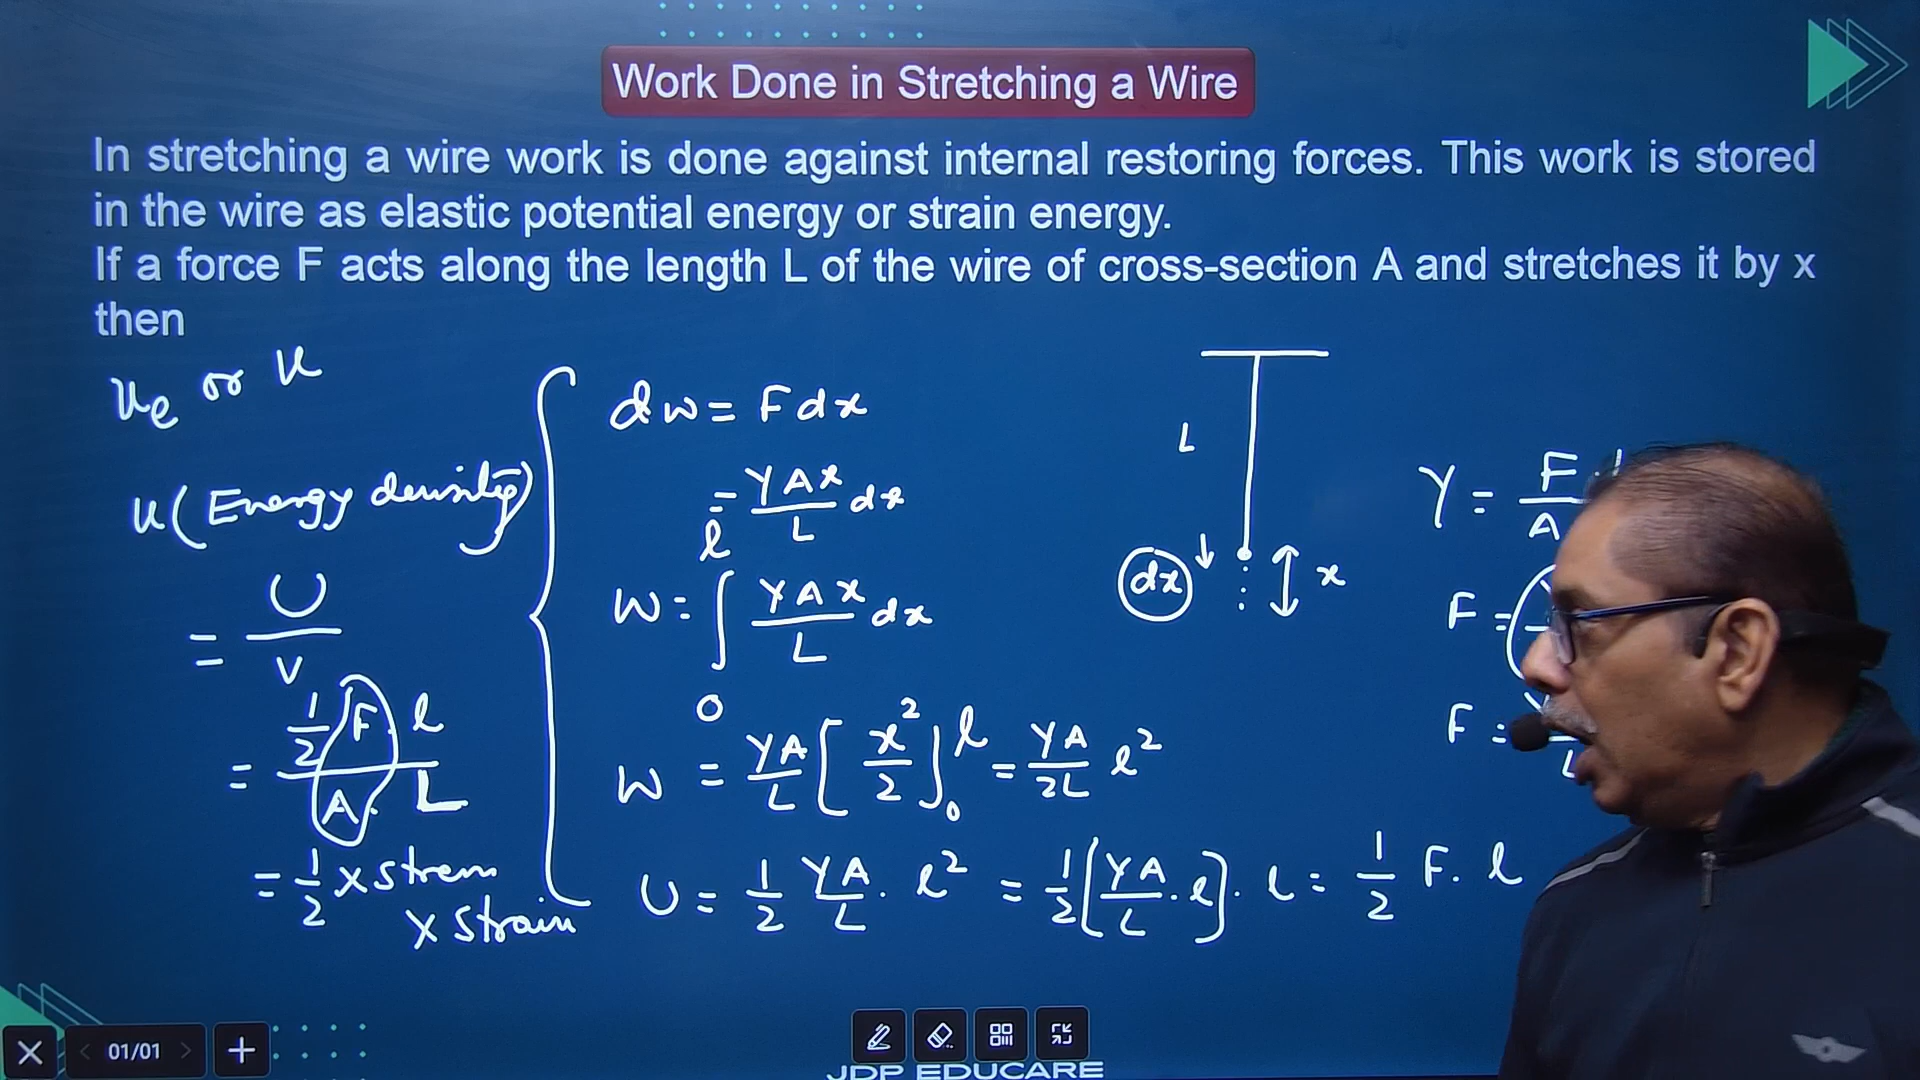 Work Done in Stretching a Wire
In stretching a wire work is done against internal restoring forces. This work is stored
in the wire as elastic potential energy or strain energy.
If a force F acts along the length L of the wire of cross-section A and stretches it by x
then
u_e or u
u (Energy density)
= U/V
= (1/2 F. l)/(A. L)
= 1/2 x stress
x strain
dw = Fdx
= YAx/L dx
W = ∫₀^l YAx/L dx
W = YA/L [x²/2]₀^l = YA/2L l²
U = 1/2 YA/L . l² = 1/2 (YA/L . l) . l = 1/2 F. l
L
dx
x
Y = F/A
F =
F =
01/01
JDP EDUCARE